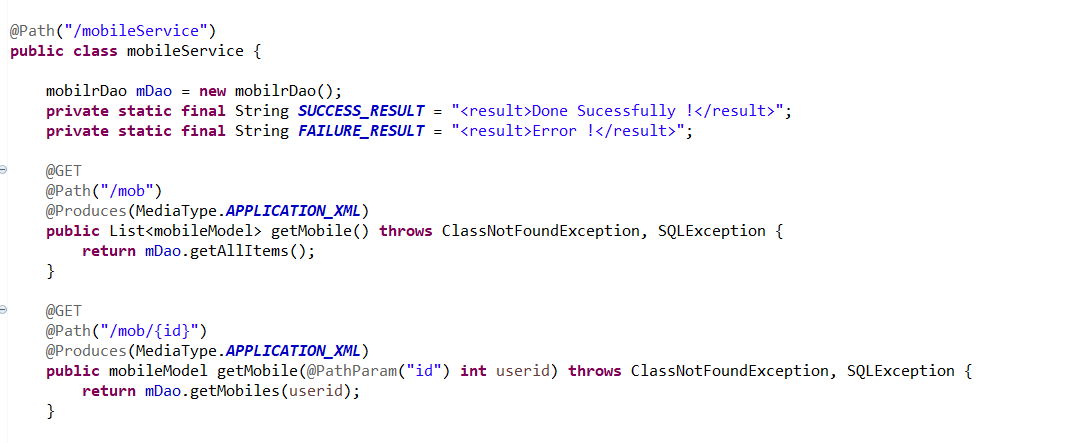 @Path("/mobileService")
public class mobileService {
mobilrDao mDao = new mobilrDao();
private static final String SUCCESS_RESULT = "<result>Done Sucessfully !</result>";
private static final String FAILURE_RESULT = "<result>Error !</result>";
@GET
@Path("/mob")
@Produces(MediaType.APPLICATION_XML)
public List<mobileModel> getMobile() throws ClassNotFoundException, SQLException {
return mDao.getAllItems();
}
@GET
@Path("/mob/{id}")
@Produces(MediaType.APPLICATION_XML)
public mobileModel getMobile(@PathParam("id") int userid) throws ClassNotFoundException, SQLException {
return mDao.getMobiles(userid);
}